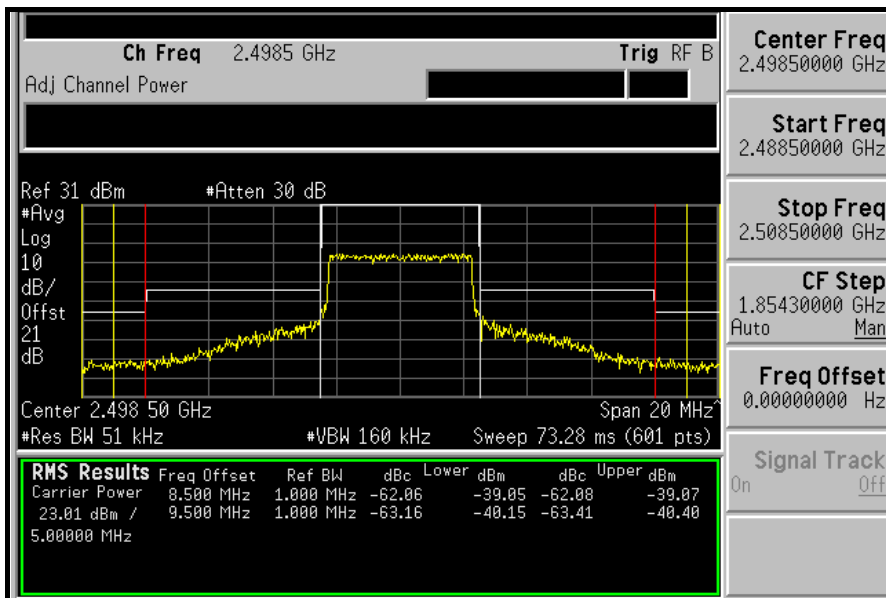 Ch Freq 2.4985 GHz Trig RF B
Adj Channel Power
Ref 31 dBm #Atten 30 dB
#Avg
Log
10
dB/
Offst
21
dB
Center 2.498 50 GHz Span 20 MHz^
#Res BW 51 kHz #VBW 160 kHz Sweep 73.28 ms (601 pts)
RMS Results Freq Offset Ref BW dBc Lower dBm dBc Upper dBm
Carrier Power 8.500 MHz 1.000 MHz -62.06 -39.05 -62.08 -39.07
23.01 dBm / 9.500 MHz 1.000 MHz -63.16 -40.15 -63.41 -40.40
5.00000 MHz
Center Freq
2.49850000 GHz
Start Freq
2.48850000 GHz
Stop Freq
2.50850000 GHz
CF Step
1.85430000 GHz
Auto Man
Freq Offset
0.00000000 Hz
Signal Track
On Off